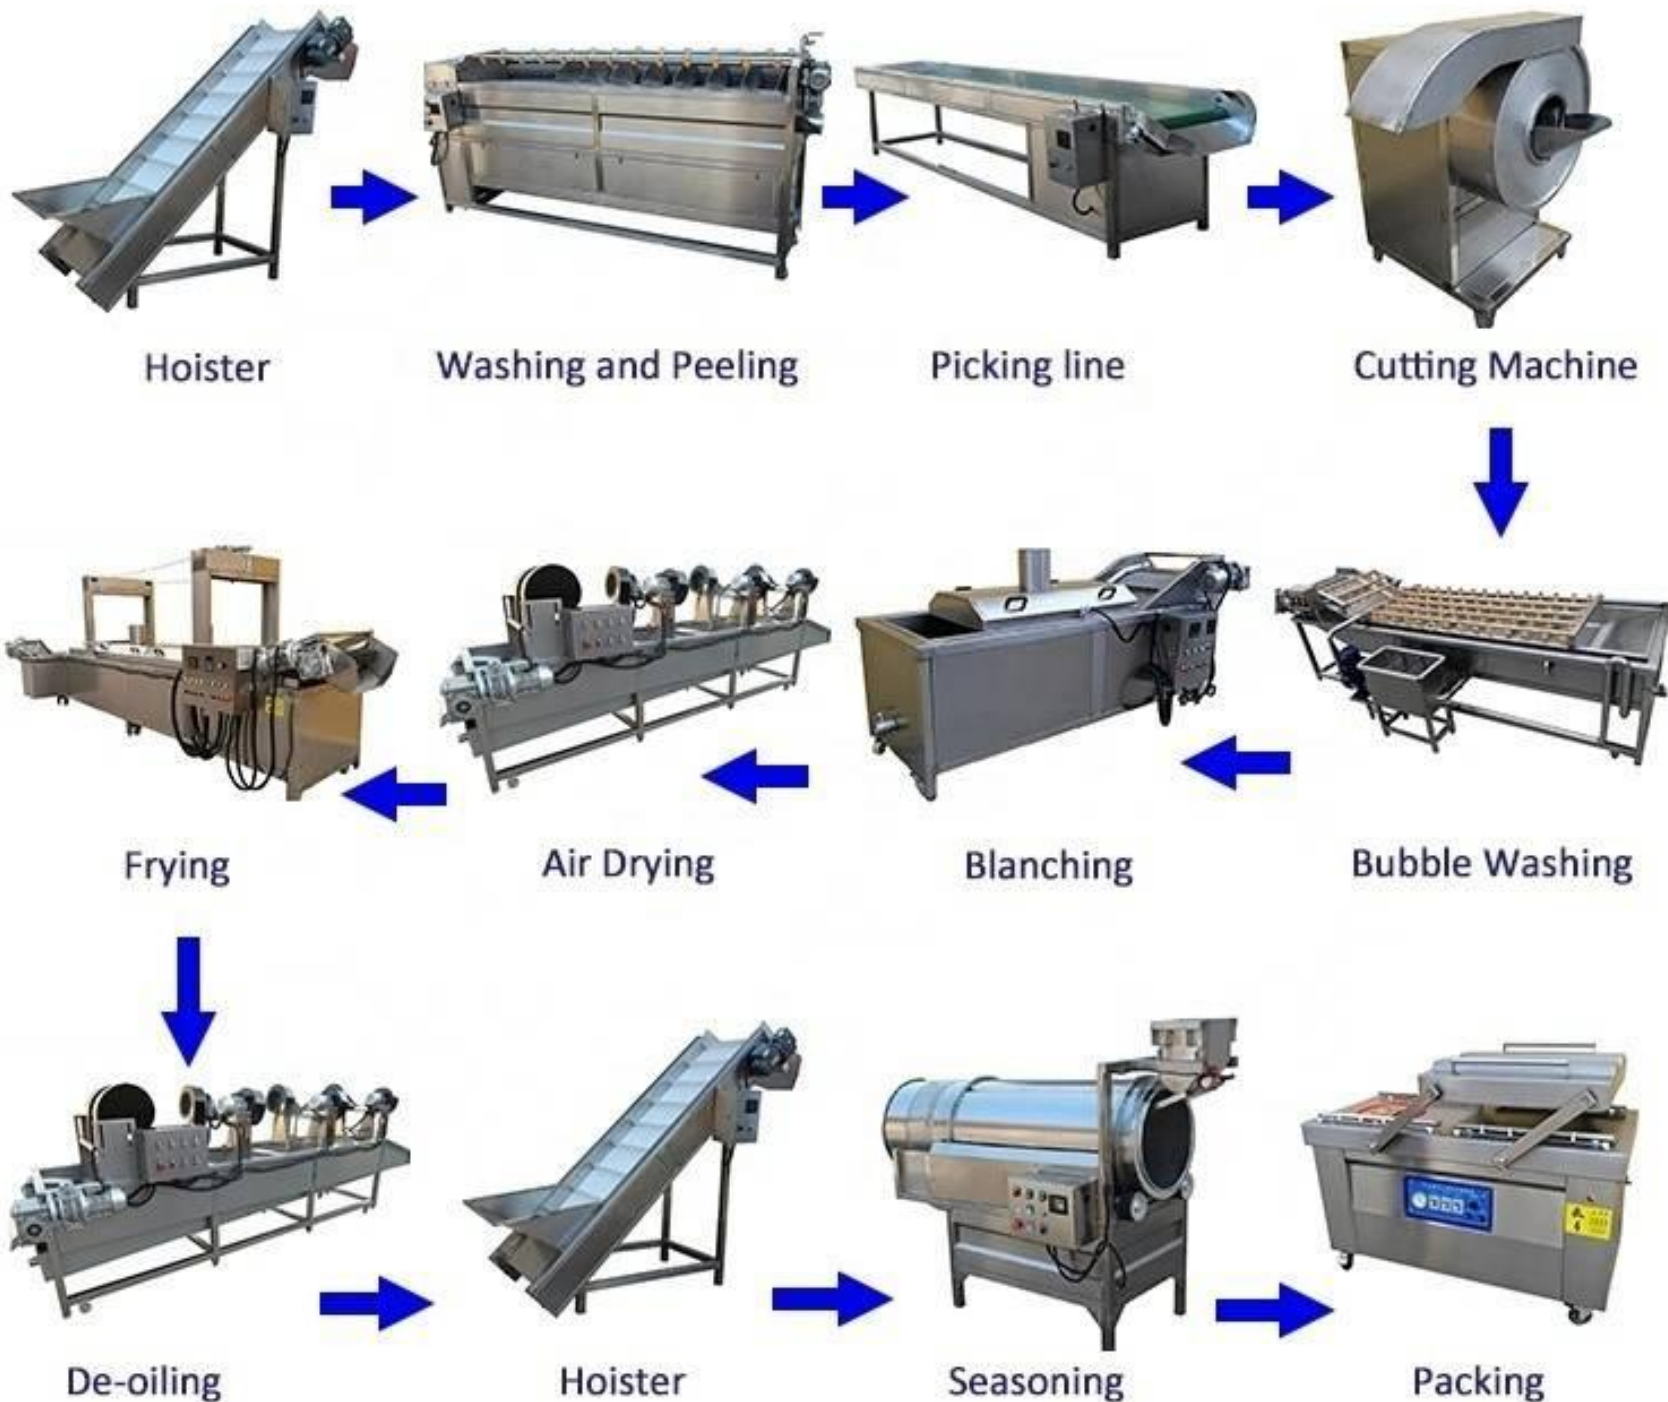 Hoister
Washing and Peeling
Picking line
Cutting Machine
Frying
Air Drying
Blanching
Bubble Washing
De-oiling
Hoister
Seasoning
Packing